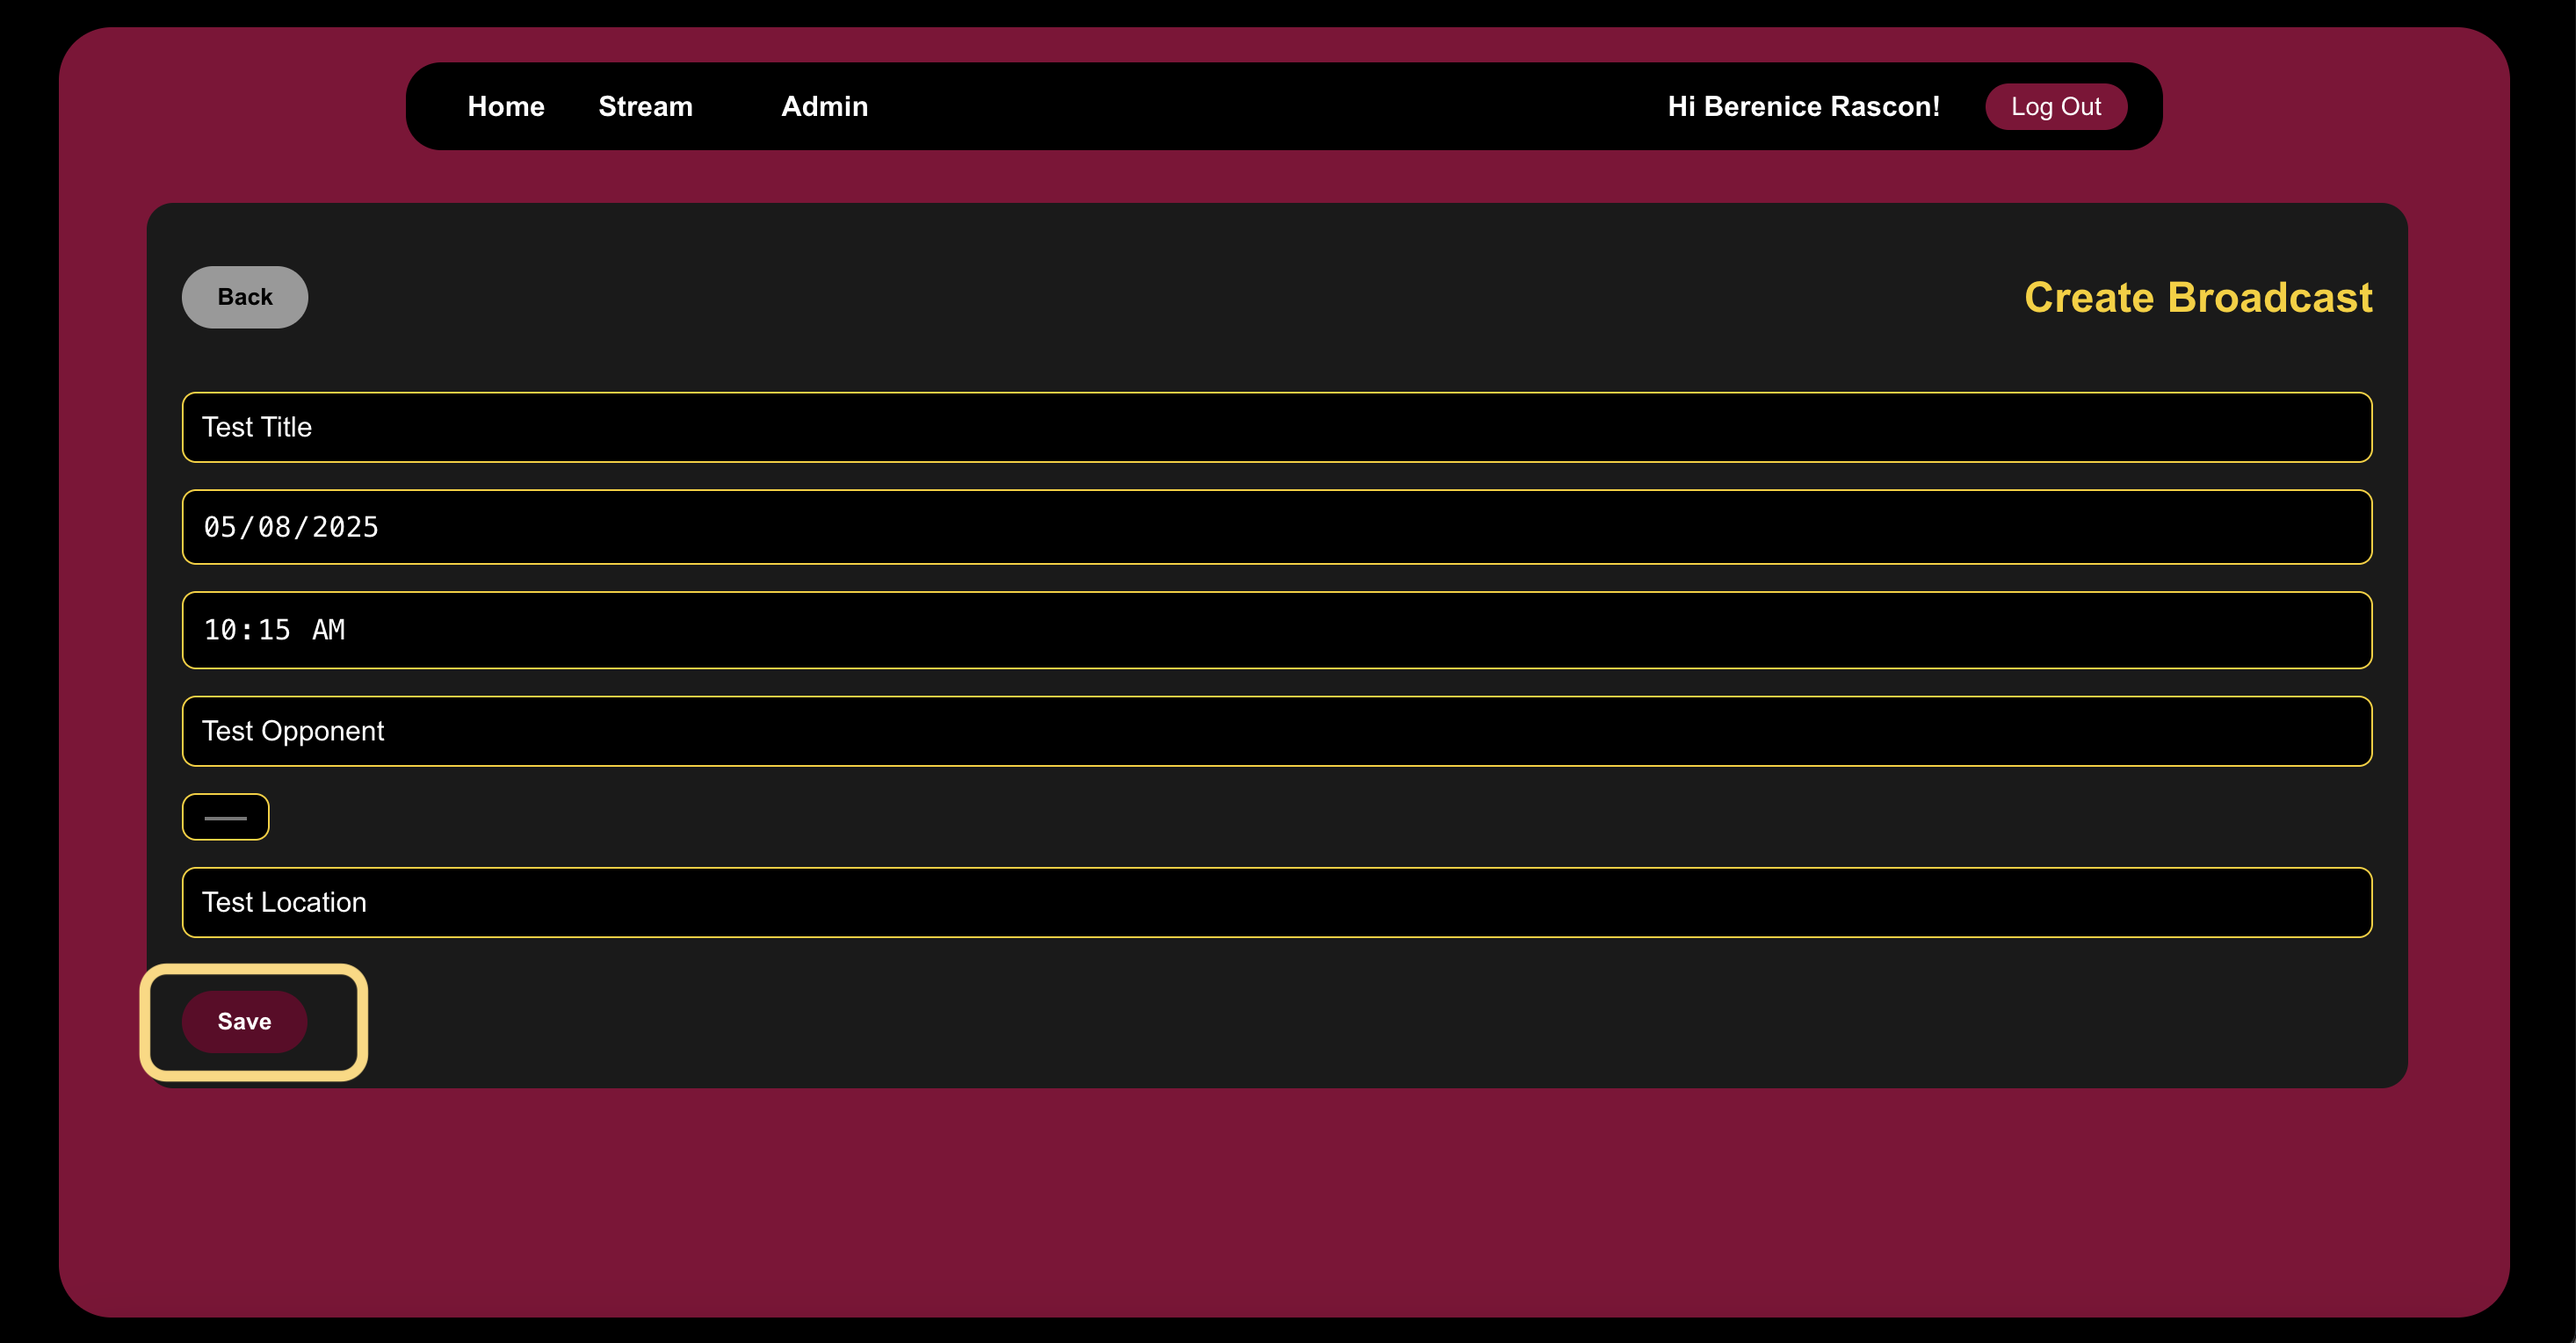 Home Stream Admin Hi Berenice Rascon! Log Out
Back Create Broadcast
Test Title
05/08/2025
10:15 AM
Test Opponent
Test Location
Save